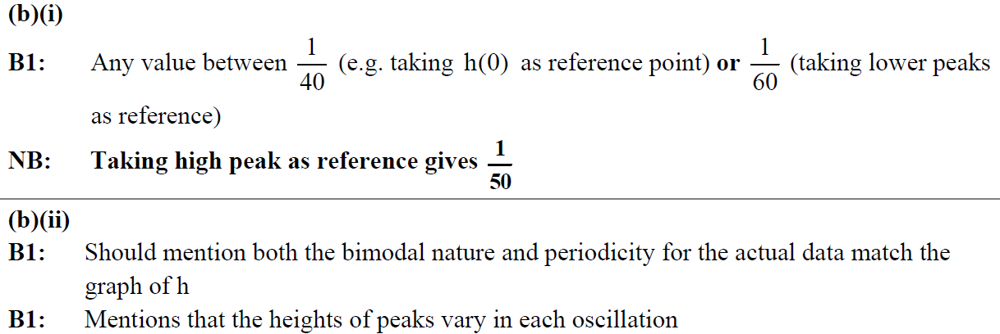 (b)(i)
B1: Any value between 1/40 (e.g. taking h(0) as reference point) or 1/60 (taking lower peaks
as reference)
NB: Taking high peak as reference gives 1/50
(b)(ii)
B1: Should mention both the bimodal nature and periodicity for the actual data match the
graph of h
B1: Mentions that the heights of peaks vary in each oscillation